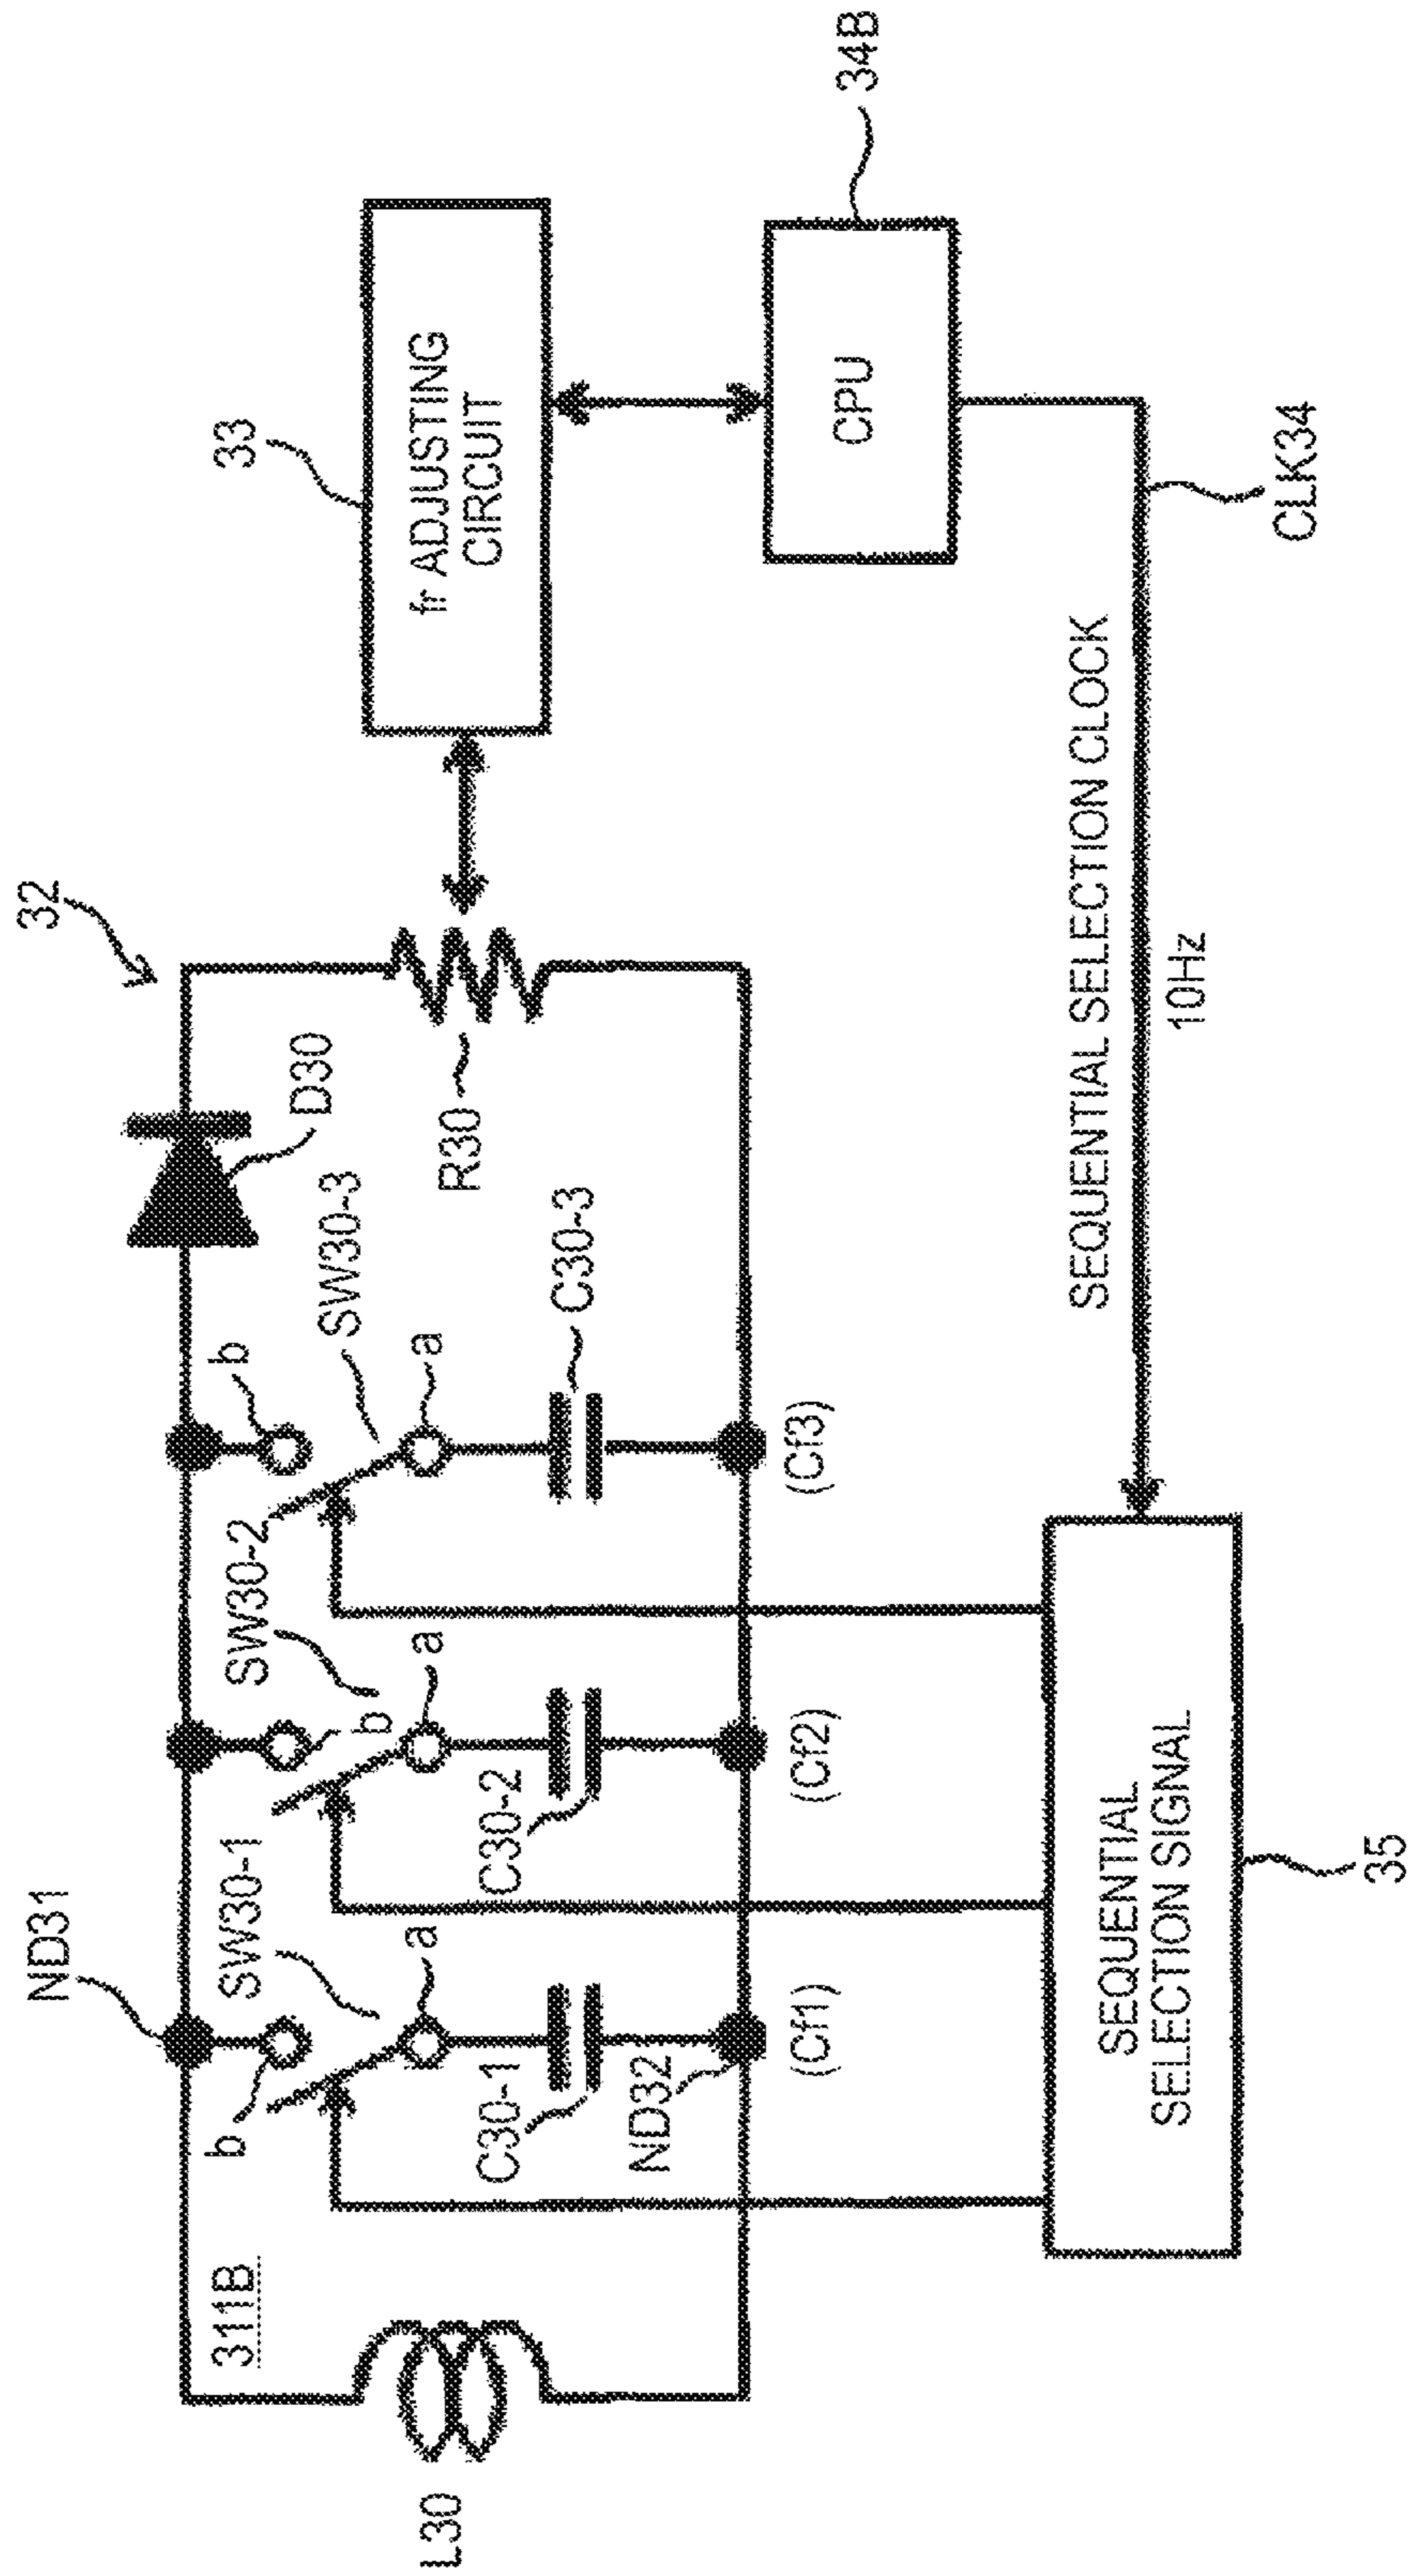 32
33
ND31
b
SW30-1
SW30-2
b
SW30-3
b
D30
fr ADJUSTING
CIRCUIT
311B
L30
a
a
a
R30
C30-1
C30-2
C30-3
ND32
(Cf1)
(Cf2)
(Cf3)
CPU
34B
SEQUENTIAL SELECTION CLOCK
10Hz
CLK34
SEQUENTIAL
SELECTION SIGNAL
35